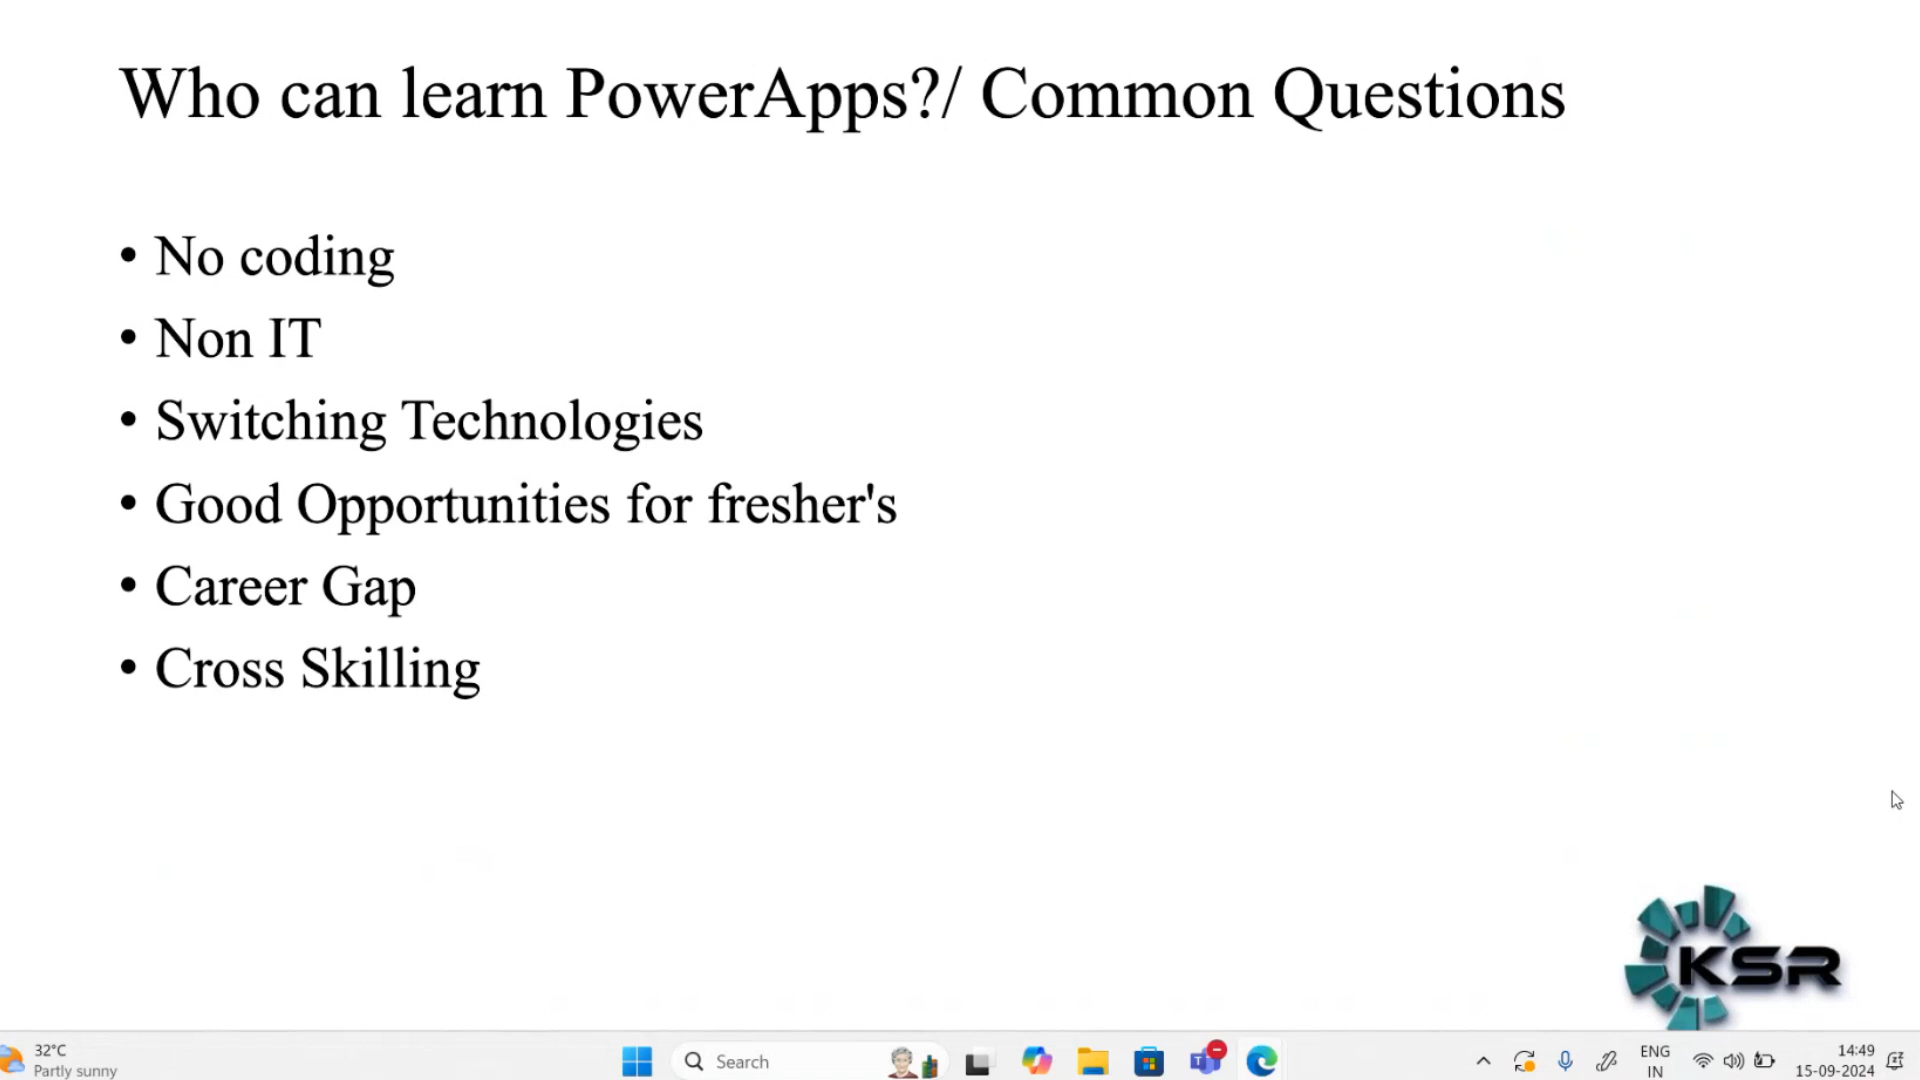 Who can learn PowerApps?/ Common Questions
• No coding
• Non IT
• Switching Technologies
• Good Opportunities for fresher's
• Career Gap
• Cross Skilling
KSR
32°C
Partly sunny
Search
ENG
IN
14:49
15-09-2024